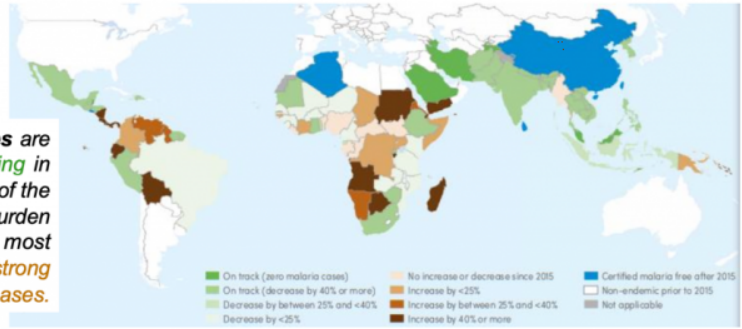 es are
ing in
of the
urden
most
strong
ases.
On track (zero malaria cases)
On track (decrease by 40% or more)
Decrease by between 25% and <40%
Decrease by <25%
No increase or decrease since 2015
Increase by <25%
Increase by between 25% and <40%
Increase by 40% or more
Certified malaria free after 2015
Non-endemic prior to 2015
Not applicable